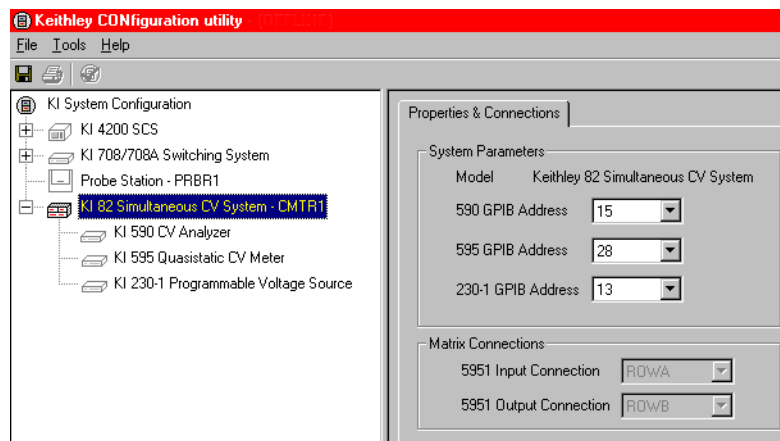 Keithley CONfiguration utility - [OFFLINE]
File Tools Help
KI System Configuration
KI 4200 SCS
KI 708/708A Switching System
Probe Station - PRBR1
KI 82 Simultaneous CV System - CMTR1
KI 590 CV Analyzer
KI 595 Quasistatic CV Meter
KI 230-1 Programmable Voltage Source
Properties & Connections
System Parameters
Model Keithley 82 Simultaneous CV System
590 GPIB Address 15
595 GPIB Address 28
230-1 GPIB Address 13
Matrix Connections
5951 Input Connection ROWA
5951 Output Connection ROWB